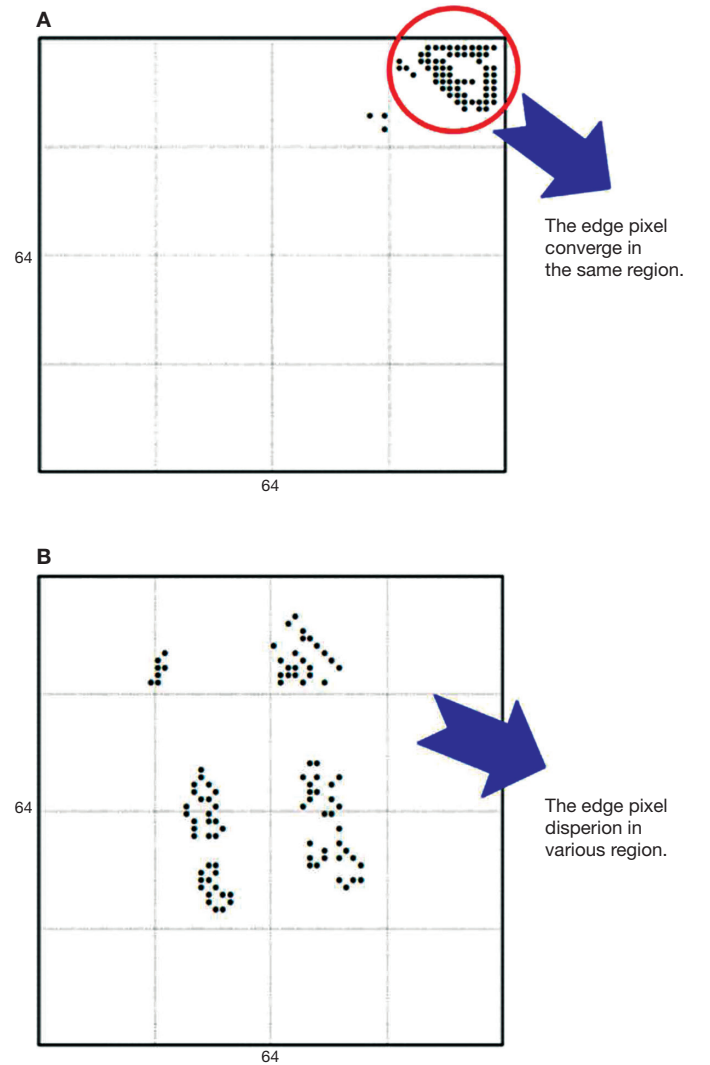 A
The edge pixel
converge in
the same region.
64
64
B
64
The edge pixel
disperion in
various region.
64